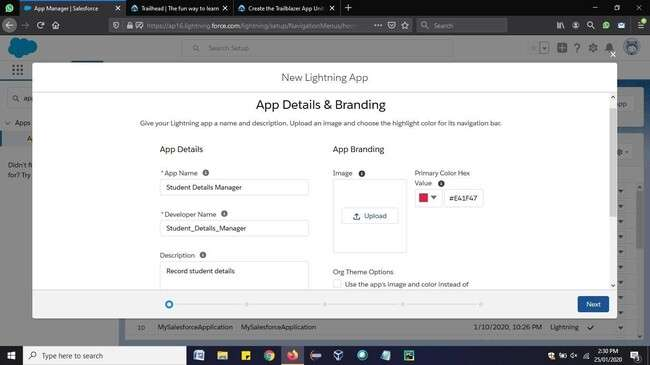 App Manager | Salesforce
Trailhead | The fun way to learn
Create the Trailblazer App Unit
https://ap16.lightning.force.com/lightning/setup/NavigationMenus/hom
Search
Search Setup
New Lightning App
App Details & Branding
Give your Lightning app a name and description. Upload an image and choose the highlight color for its navigation bar.
App Details
App Branding
* App Name
Image
Primary Color Hex
Value
Student Details Manager
#E41F47
Upload
* Developer Name
Student_Details_Manager
Description
Record student details
Org Theme Options
Use the app's image and color instead of
Next
Apps
Didn't f
for? Try
10 MySalesforceApplication MySalesforceApplication 1/10/2020, 10:26 PM Lightning
Type here to search
2:30 PM
25/01/2020